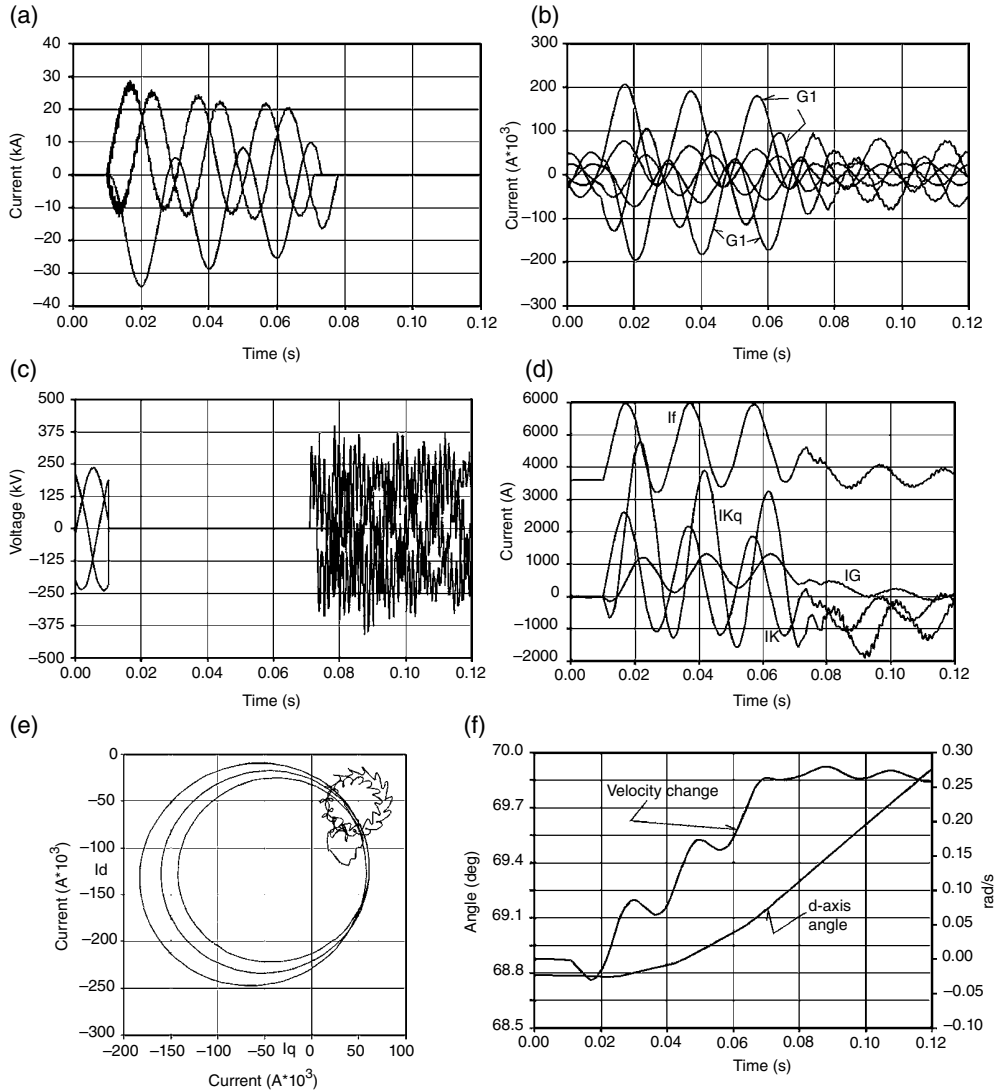 (a)
40
30
20
10
0
–10
–20
–30
–40
Current (kA)
0.00 0.02 0.04 0.06 0.08 0.10 0.12
Time (s)
(b)
300
200
100
0
–100
–200
–300
Current (A*10³)
G1
G1
0.00 0.02 0.04 0.06 0.08 0.10 0.12
Time (s)
(c)
500
375
250
125
0
–125
–250
–375
–500
Voltage (kV)
0.00 0.02 0.04 0.06 0.08 0.10 0.12
Time (s)
(d)
6000
4000
3000
2000
1000
0
–1000
–2000
Current (A)
If
IKq
IG
IK
0.00 0.02 0.04 0.06 0.08 0.10 0.12
Time (s)
(e)
0
–50
–100
–150
–200
–250
–300
Current (A*10³)
Id
–200 –150 –100 –50 Iq 0 50 100
Current (A*10³)
(f)
70.0
69.7
69.4
69.1
68.8
68.5
Angle (deg)
Velocity change
d-axis
angle
0.30
0.25
0.20
0.15
0.10
0.05
0.00
–0.05
–0.10
rad/s
0.00 0.02 0.04 0.06 0.08 0.10 0.12
Time (s)